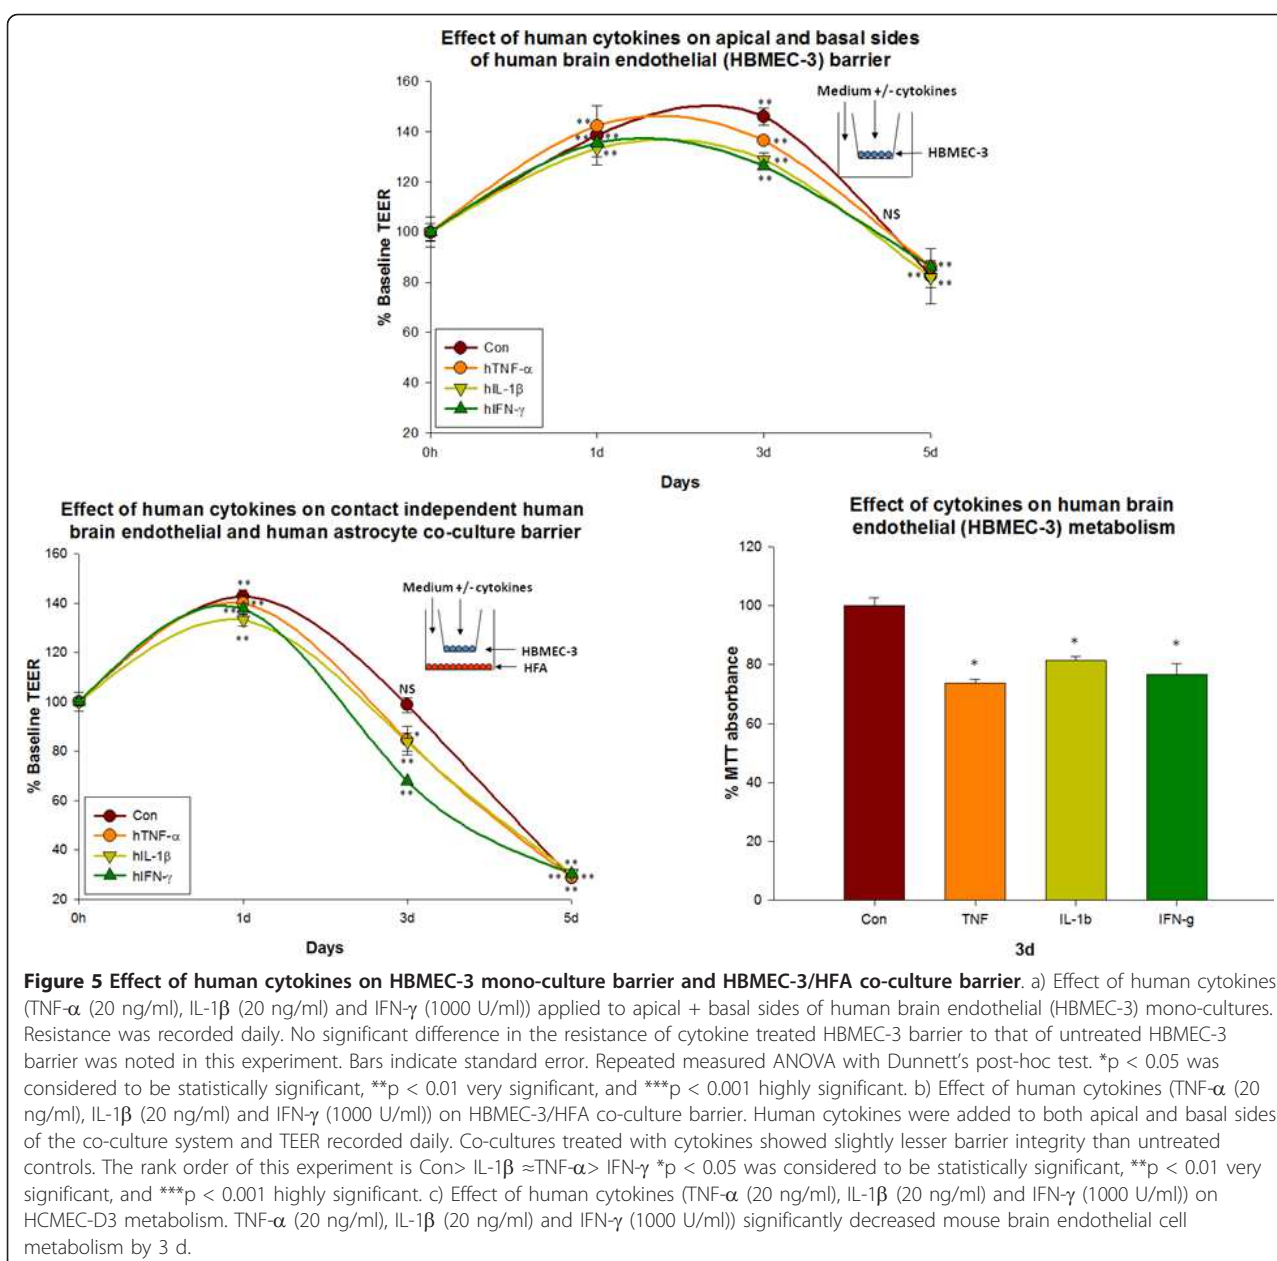 Effect of human cytokines on apical and basal sides
of human brain endothelial (HBMEC-3) barrier
% Baseline TEER
160
140
120
100
80
60
40
20
**
**
**
**
**
**
**
**
**
NS
**
**
**
Medium +/- cytokines
HBMEC-3
Con
hTNF-α
hIL-1β
hIFN-γ
0h 1d 3d 5d
Days
Effect of human cytokines on contact independent human
brain endothelial and human astrocyte co-culture barrier
% Baseline TEER
160
140
120
100
80
60
40
20
**
**
**
**
NS
*
**
**
**
** **
**
Medium +/- cytokines
HBMEC-3
HFA
Con
hTNF-α
hIL-1β
hIFN-γ
0h 1d 3d 5d
Days
Effect of cytokines on human brain
endothelial (HBMEC-3) metabolism
% MTT absorbance
120
100
80
60
40
20
0
*
*
*
Con TNF IL-1b IFN-g
3d
Figure 5 Effect of human cytokines on HBMEC-3 mono-culture barrier and HBMEC-3/HFA co-culture barrier. a) Effect of human cytokines
(TNF-α (20 ng/ml), IL-1β (20 ng/ml) and IFN-γ (1000 U/ml)) applied to apical + basal sides of human brain endothelial (HBMEC-3) mono-cultures.
Resistance was recorded daily. No significant difference in the resistance of cytokine treated HBMEC-3 barrier to that of untreated HBMEC-3
barrier was noted in this experiment. Bars indicate standard error. Repeated measured ANOVA with Dunnett's post-hoc test. *p < 0.05 was
considered to be statistically significant, **p < 0.01 very significant, and ***p < 0.001 highly significant. b) Effect of human cytokines (TNF-α (20
ng/ml), IL-1β (20 ng/ml) and IFN-γ (1000 U/ml)) on HBMEC-3/HFA co-culture barrier. Human cytokines were added to both apical and basal sides
of the co-culture system and TEER recorded daily. Co-cultures treated with cytokines showed slightly lesser barrier integrity than untreated
controls. The rank order of this experiment is Con> IL-1β ≈TNF-α> IFN-γ *p < 0.05 was considered to be statistically significant, **p < 0.01 very
significant, and ***p < 0.001 highly significant. c) Effect of human cytokines (TNF-α (20 ng/ml), IL-1β (20 ng/ml) and IFN-γ (1000 U/ml)) on
HCMEC-D3 metabolism. TNF-α (20 ng/ml), IL-1β (20 ng/ml) and IFN-γ (1000 U/ml)) significantly decreased mouse brain endothelial cell
metabolism by 3 d.